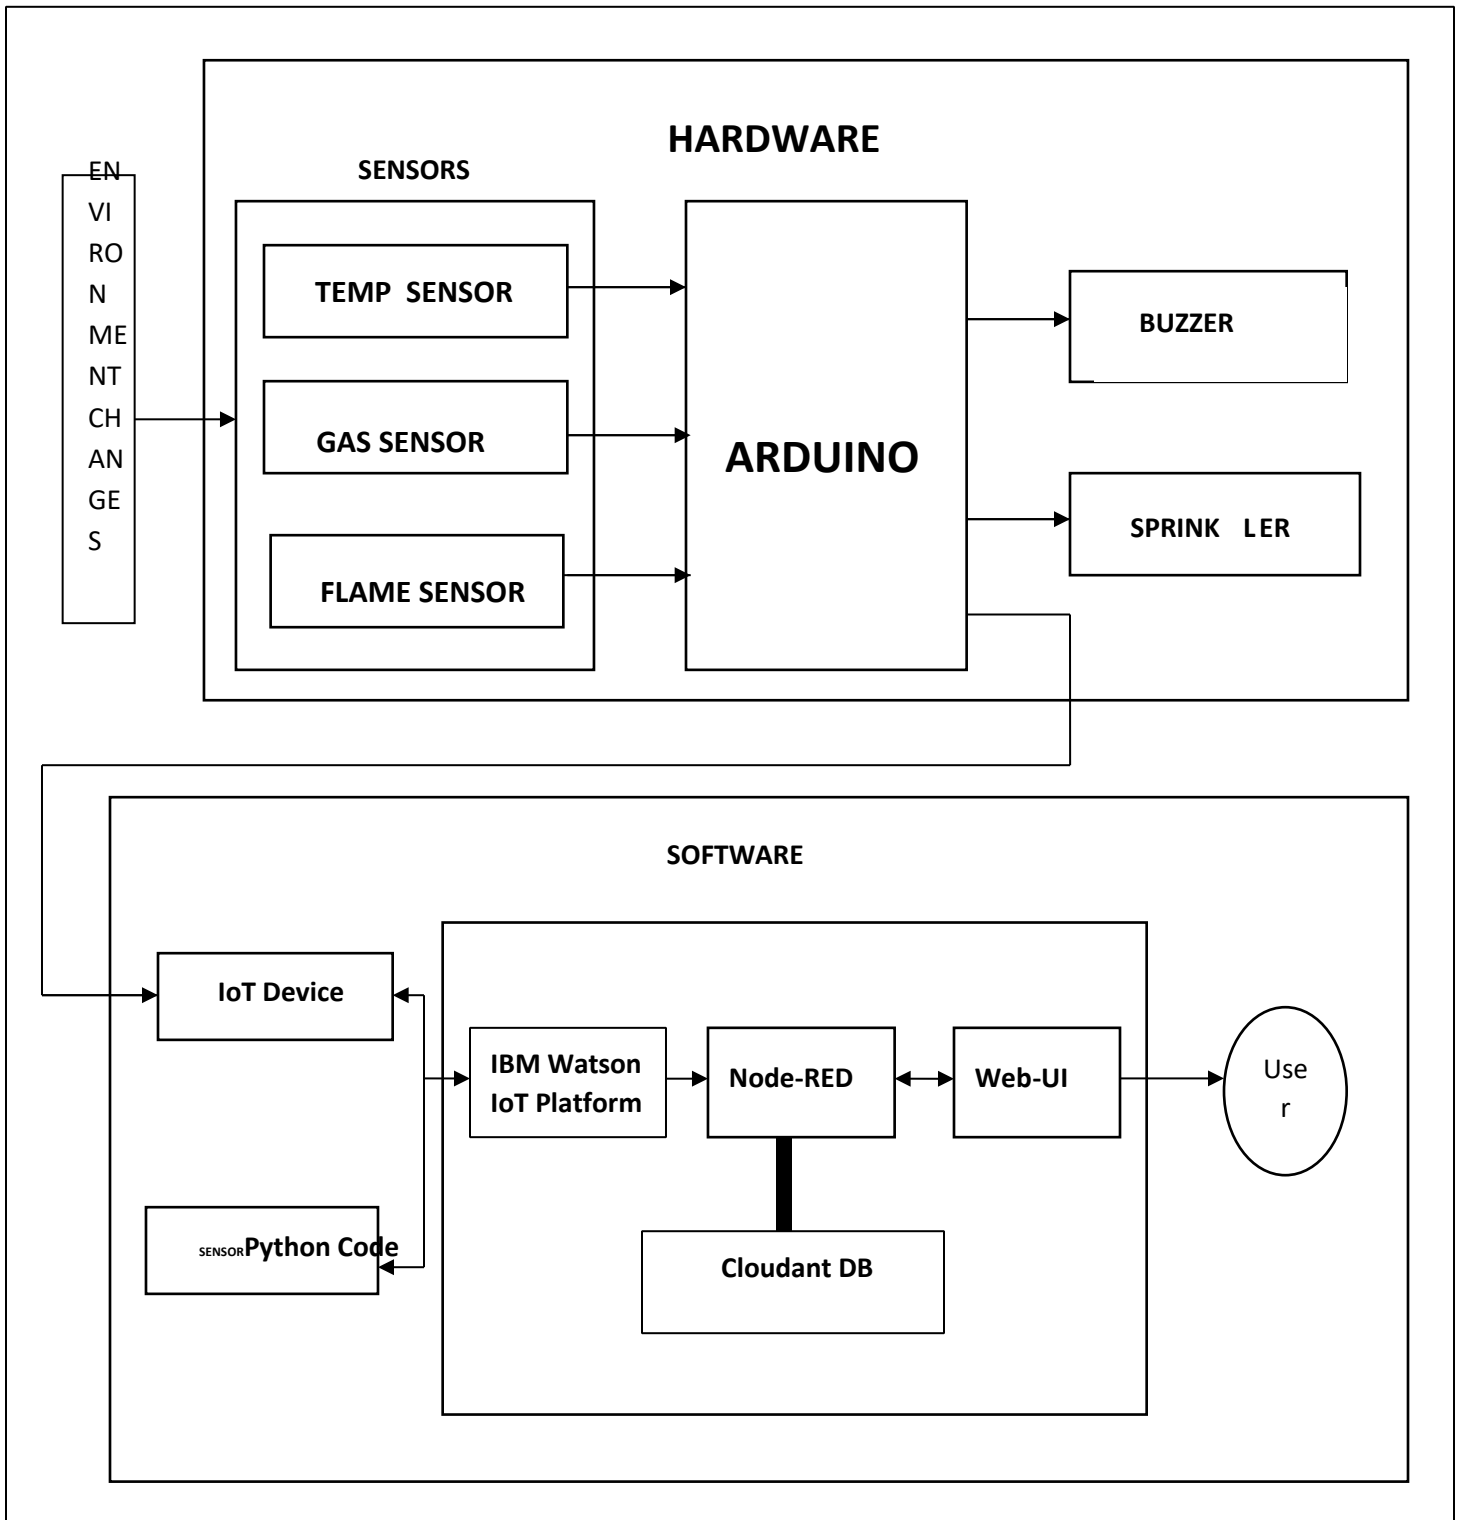 HARDWARE
SENSORS
EN
VI
RO
N
ME
NT
CH
AN
GE
S
TEMP SENSOR
GAS SENSOR
FLAME SENSOR
ARDUINO
BUZZER
SPRINK LER
SOFTWARE
IoT Device
SENSORPython Code
IBM Watson
IoT Platform
Node-RED
Web-UI
Cloudant DB
Use
r